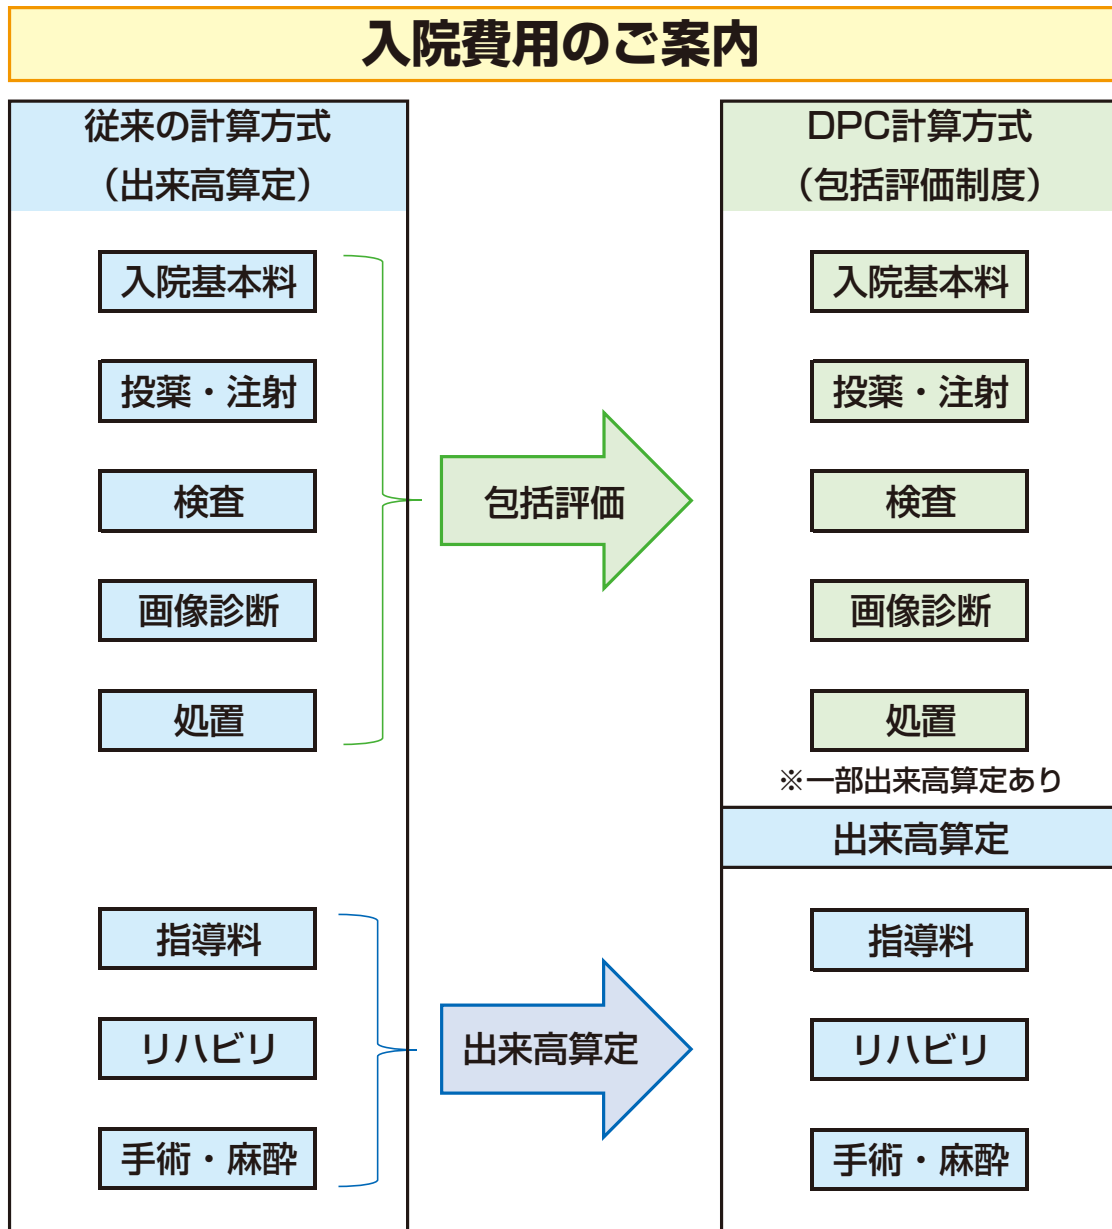 入院費用のご案内
従来の計算方式
（出来高算定）
入院基本料
投薬・注射
検査
画像診断
処置
指導料
リハビリ
手術・麻酔
包括評価
出来高算定
DPC計算方式
（包括評価制度）
入院基本料
投薬・注射
検査
画像診断
処置
※一部出来高算定あり
出来高算定
指導料
リハビリ
手術・麻酔